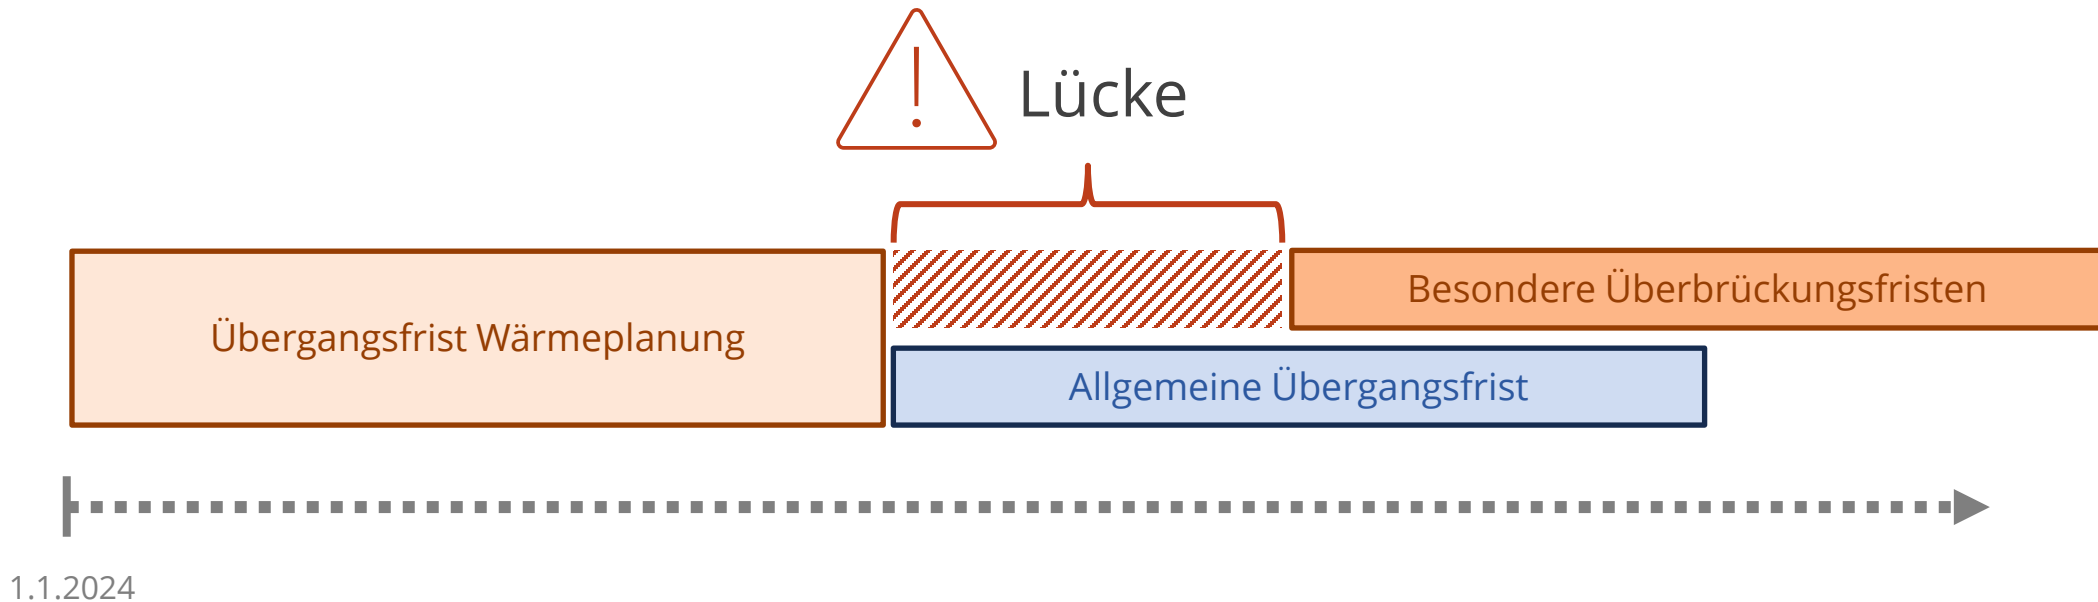 Lücke
Übergangsfrist Wärmeplanung
Besondere Überbrückungsfristen
Allgemeine Übergangsfrist
1.1.2024